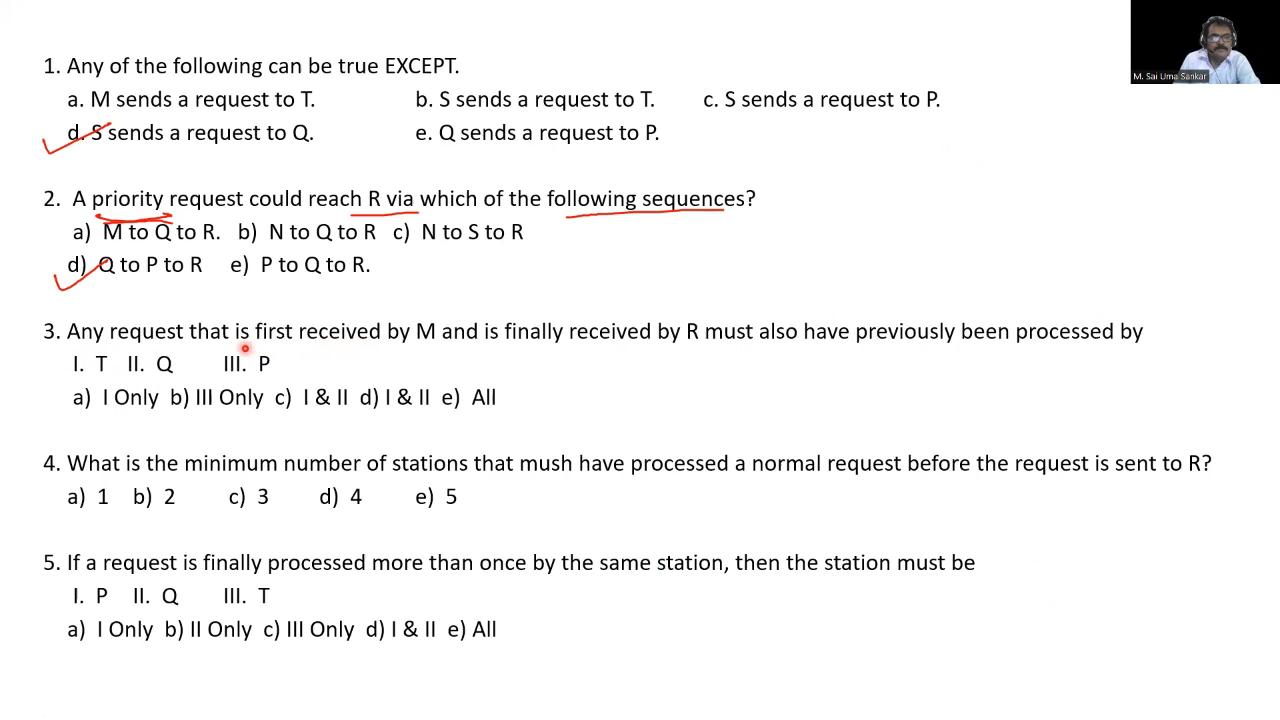 M. Sai Uma Sankar
1. Any of the following can be true EXCEPT.
a. M sends a request to T. b. S sends a request to T. c. S sends a request to P.
d. S sends a request to Q. e. Q sends a request to P.
2. A priority request could reach R via which of the following sequences?
a) M to Q to R. b) N to Q to R c) N to S to R
d) Q to P to R e) P to Q to R.
3. Any request that is first received by M and is finally received by R must also have previously been processed by
I. T II. Q III. P
a) I Only b) III Only c) I & II d) I & II e) All
4. What is the minimum number of stations that mush have processed a normal request before the request is sent to R?
a) 1 b) 2 c) 3 d) 4 e) 5
5. If a request is finally processed more than once by the same station, then the station must be
I. P II. Q III. T
a) I Only b) II Only c) III Only d) I & II e) All